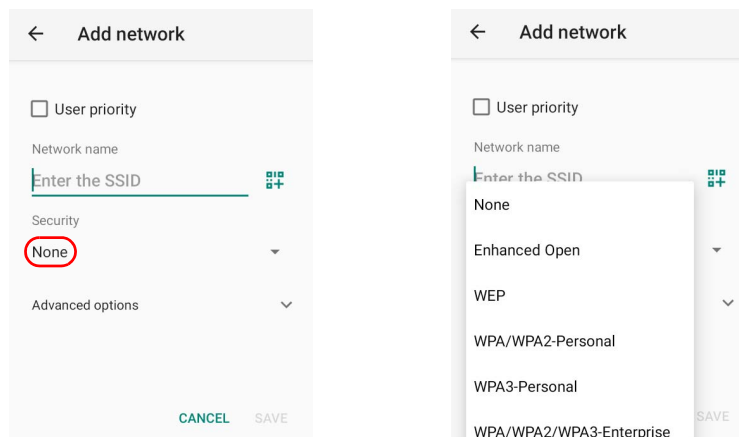 Add network
User priority
Network name
Enter the SSID
Security
None
Advanced options
CANCEL SAVE
Add network
User priority
Network name
Enter the SSID
None
Enhanced Open
WEP
WPA/WPA2-Personal
WPA3-Personal
SAVE
WPA/WPA2/WPA3-Enterprise